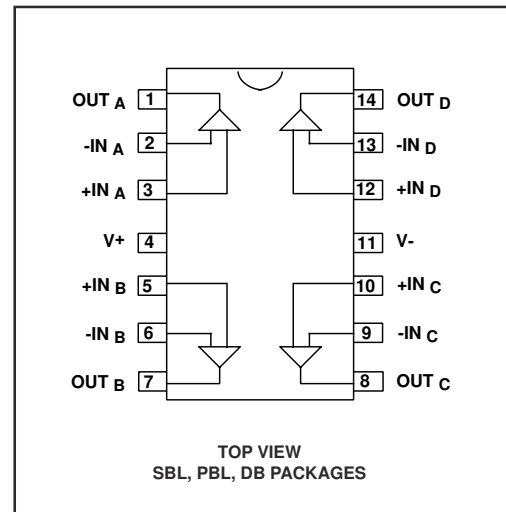 OUT A 1 14 OUT D
-IN A 2 13 -IN D
+IN A 3 12 +IN D
V+ 4 11 V-
+IN B 5 10 +IN C
-IN B 6 9 -IN C
OUT B 7 8 OUT C
TOP VIEW
SBL, PBL, DB PACKAGES